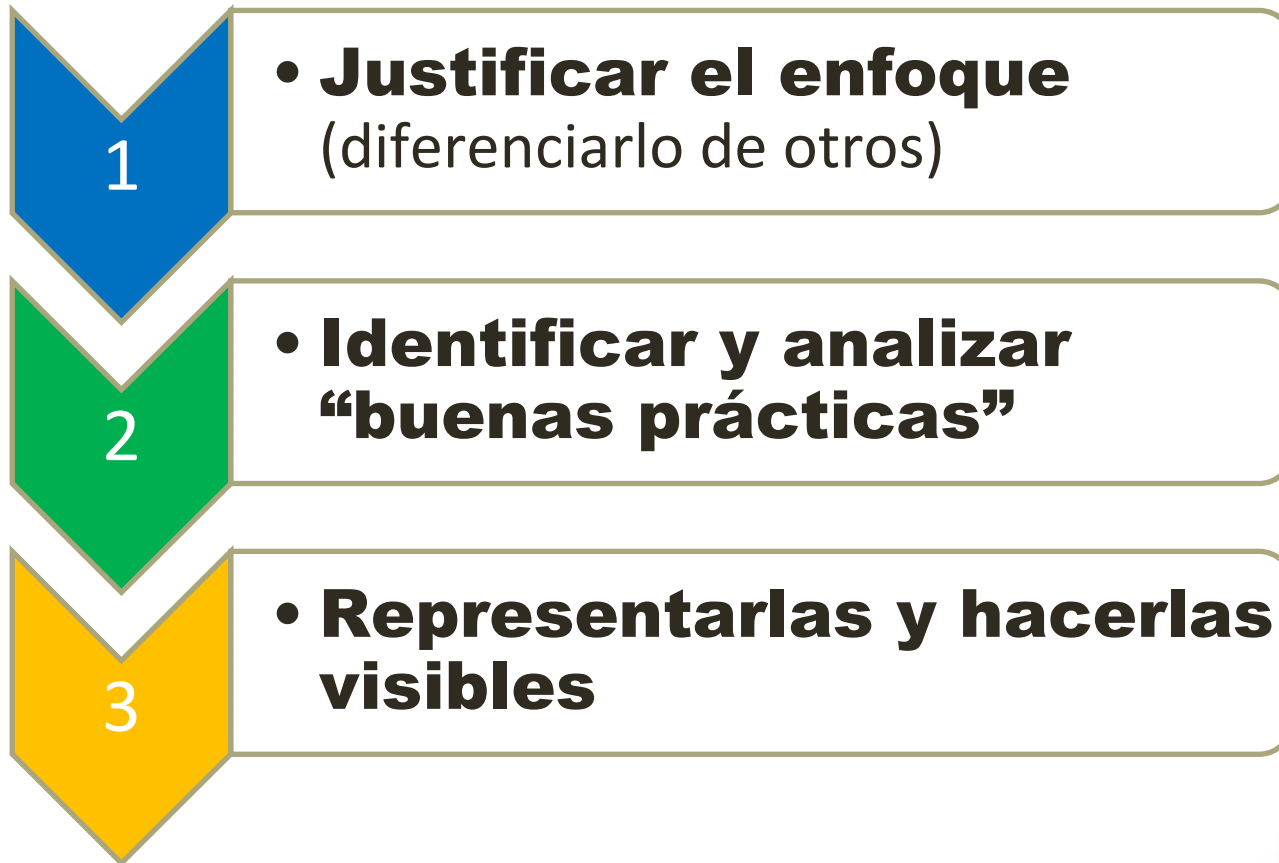 1
• Justificar el enfoque
(diferenciarlo de otros)
2
• Identificar y analizar
“buenas prácticas”
3
• Representarlas y hacerlas
visibles